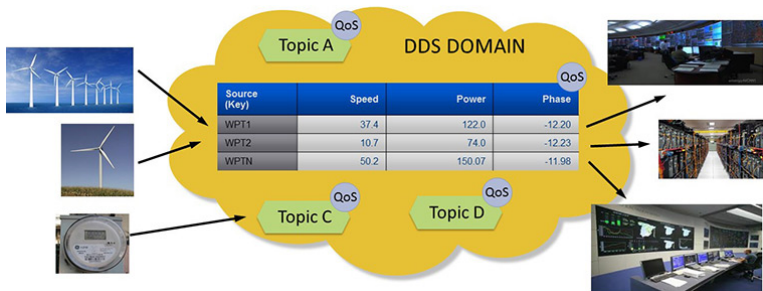 QoS
Topic A
DDS DOMAIN
QoS
Source (Key) Speed Power Phase
WPT1 37.4 122.0 -12.20
WPT2 10.7 74.0 -12.23
WPTN 50.2 150.07 -11.98
QoS
QoS
Topic C
Topic D